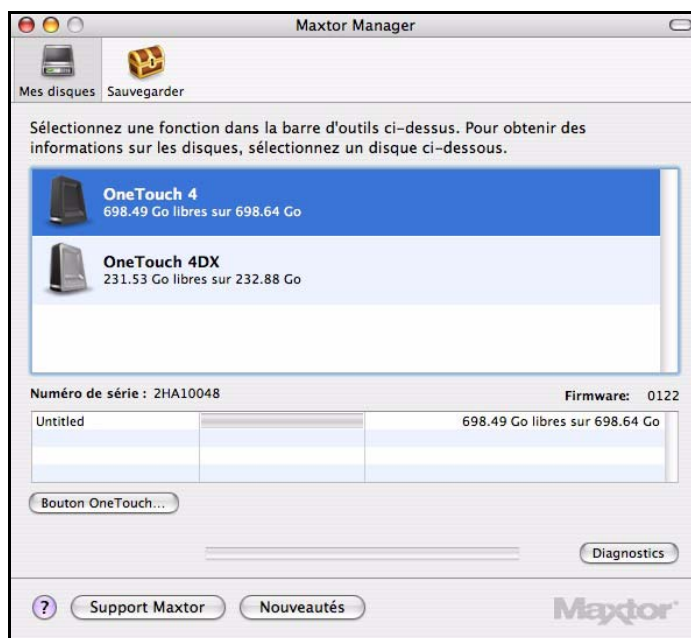 Maxtor Manager
Mes disques
Sauvegarder
Sélectionnez une fonction dans la barre d'outils ci-dessus. Pour obtenir des
informations sur les disques, sélectionnez un disque ci-dessous.
OneTouch 4
698.49 Go libres sur 698.64 Go
OneTouch 4DX
231.53 Go libres sur 232.88 Go
Numéro de série : 2HA10048
Firmware: 0122
Untitled
698.49 Go libres sur 698.64 Go
Bouton OneTouch...
Diagnostics
?
Support Maxtor
Nouveautés
Maxtor